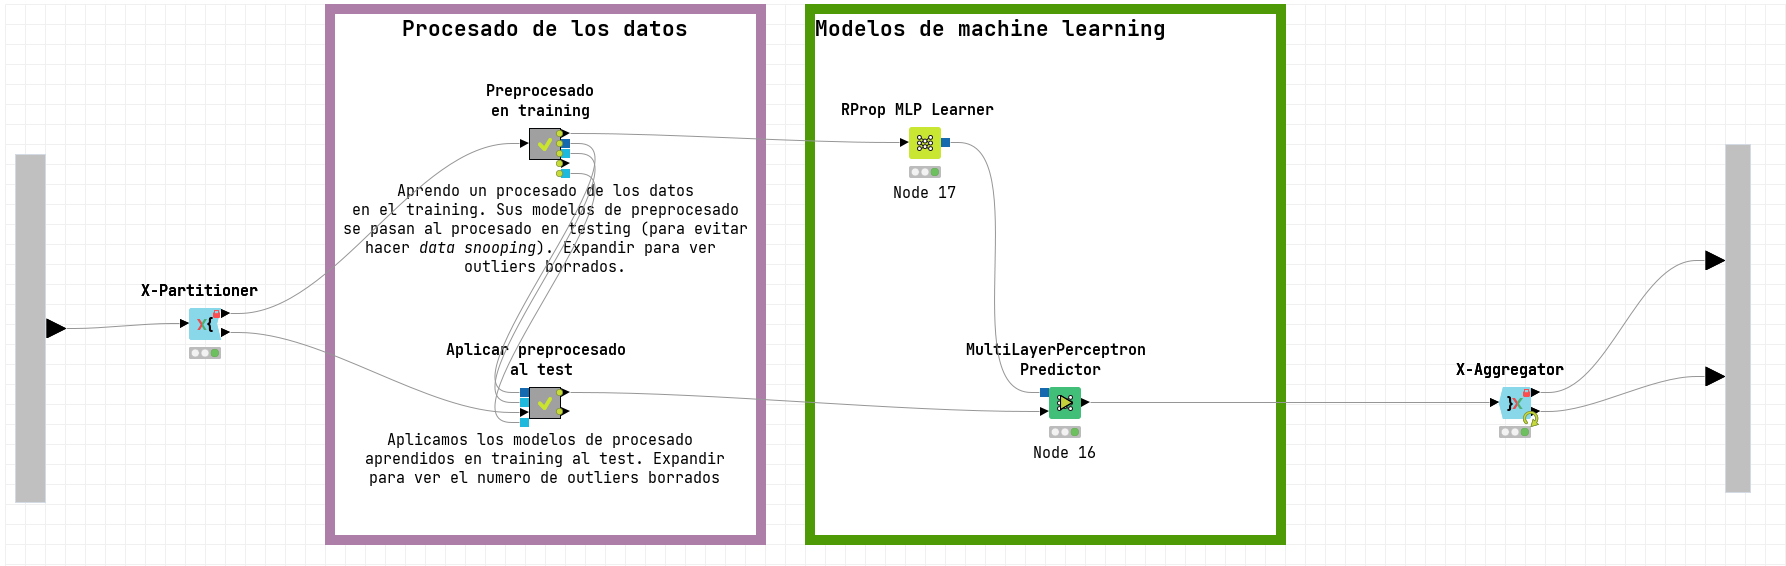 Procesado de los datos
Preprocesado
en training
Aprendo un procesado de los datos
en el training. Sus modelos de preprocesado
se pasan al procesado en testing (para evitar
hacer data snooping). Expandir para ver
outliers borrados.
X-Partitioner
Aplicar preprocesado
al test
Aplicamos los modelos de procesado
aprendidos en training al test. Expandir
para ver el numero de outliers borrados
Modelos de machine learning
RProp MLP Learner
Node 17
MultiLayerPerceptron
Predictor
Node 16
X-Aggregator